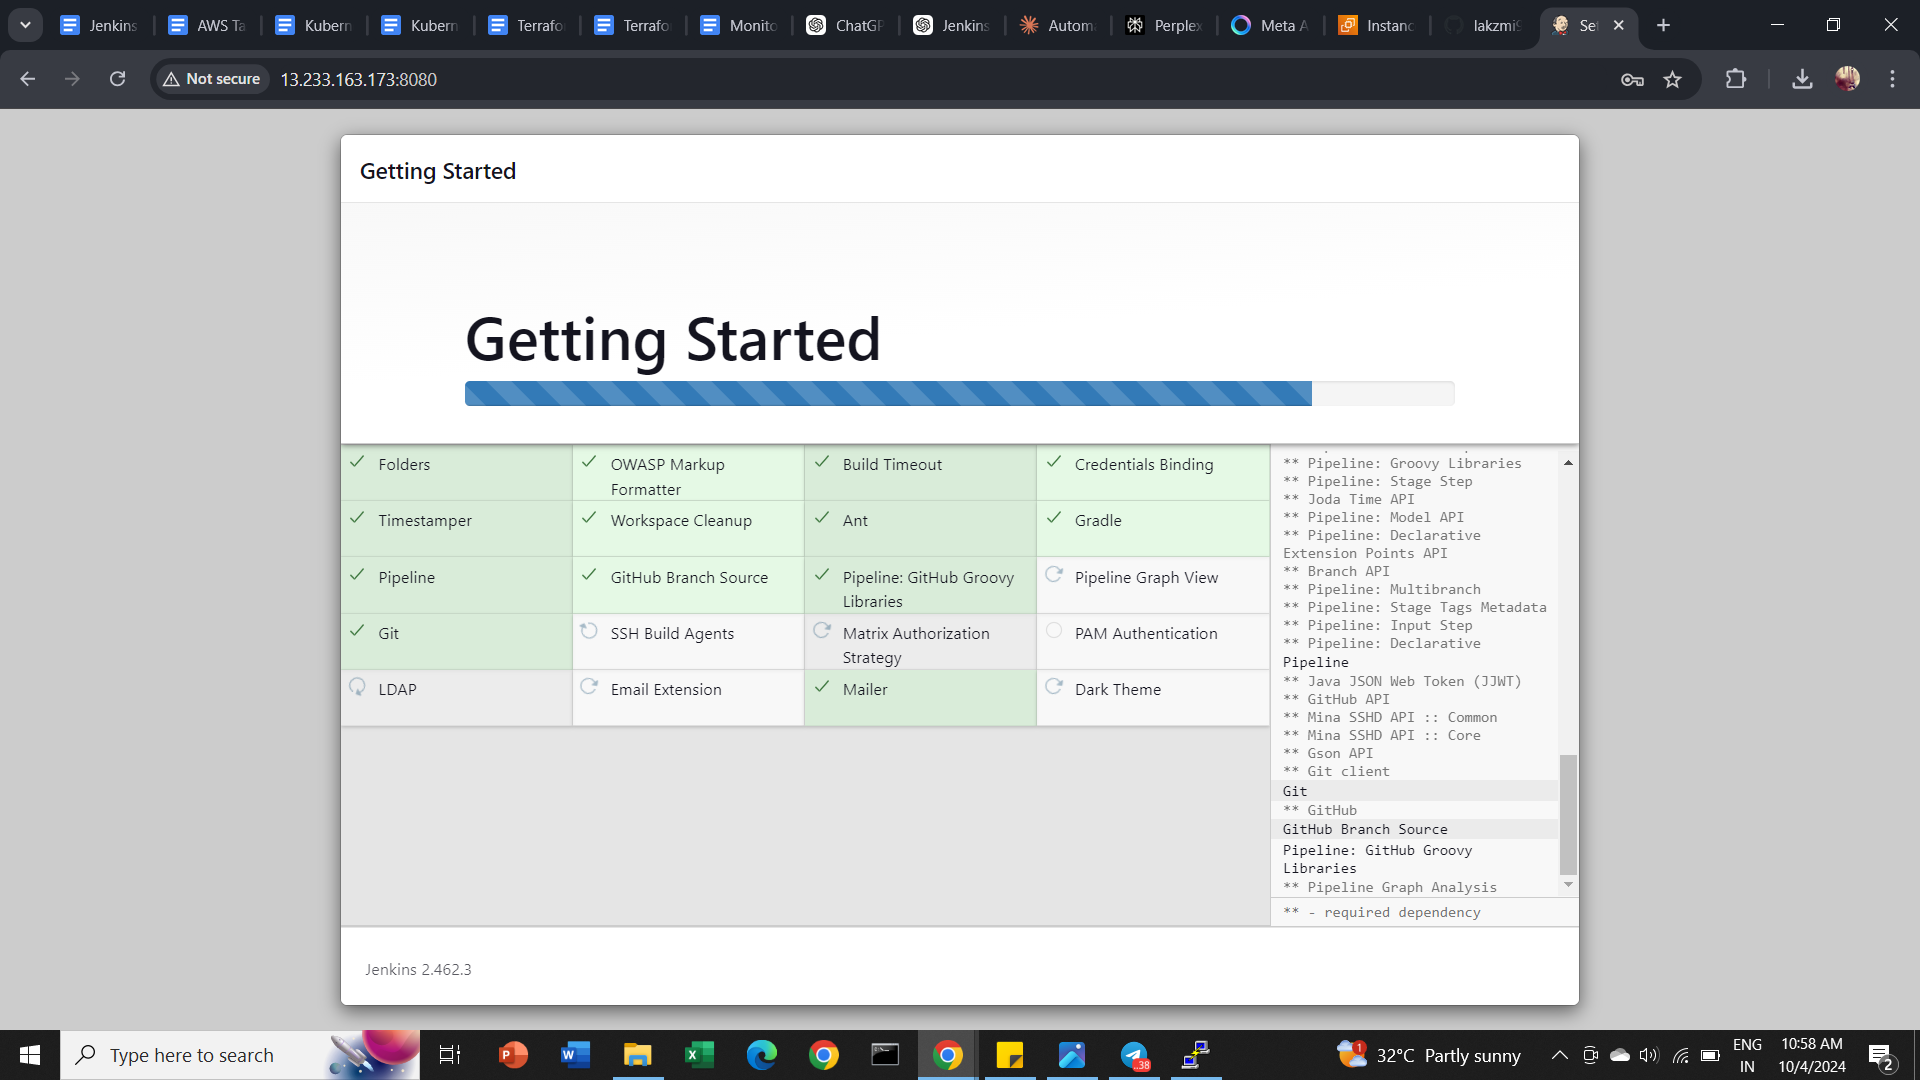 Jenkins
AWS Ta
Kubern
Kubern
Terrafo
Terrafo
Monito
ChatGP
Jenkins
Autom
Perplex
Meta A
Instanc
lakzmi9
Set
Not secure
13.233.163.173:8080
Getting Started
Getting Started
Folders
OWASP Markup
Formatter
Build Timeout
Credentials Binding
Timestamper
Workspace Cleanup
Ant
Gradle
Pipeline
GitHub Branch Source
Pipeline: GitHub Groovy
Libraries
Pipeline Graph View
Git
SSH Build Agents
Matrix Authorization
Strategy
PAM Authentication
LDAP
Email Extension
Mailer
Dark Theme
** Pipeline: Groovy Libraries
** Pipeline: Stage Step
** Joda Time API
** Pipeline: Model API
** Pipeline: Declarative
Extension Points API
** Branch API
** Pipeline: Multibranch
** Pipeline: Stage Tags Metadata
** Pipeline: Input Step
** Pipeline: Declarative
Pipeline
** Java JSON Web Token (JJWT)
** GitHub API
** Mina SSHD API :: Common
** Mina SSHD API :: Core
** Gson API
** Git client
Git
** GitHub
GitHub Branch Source
Pipeline: GitHub Groovy
Libraries
** Pipeline Graph Analysis
** - required dependency
Jenkins 2.462.3
Type here to search
38
1
32°C Partly sunny
ENG
IN
10:58 AM
10/4/2024
2